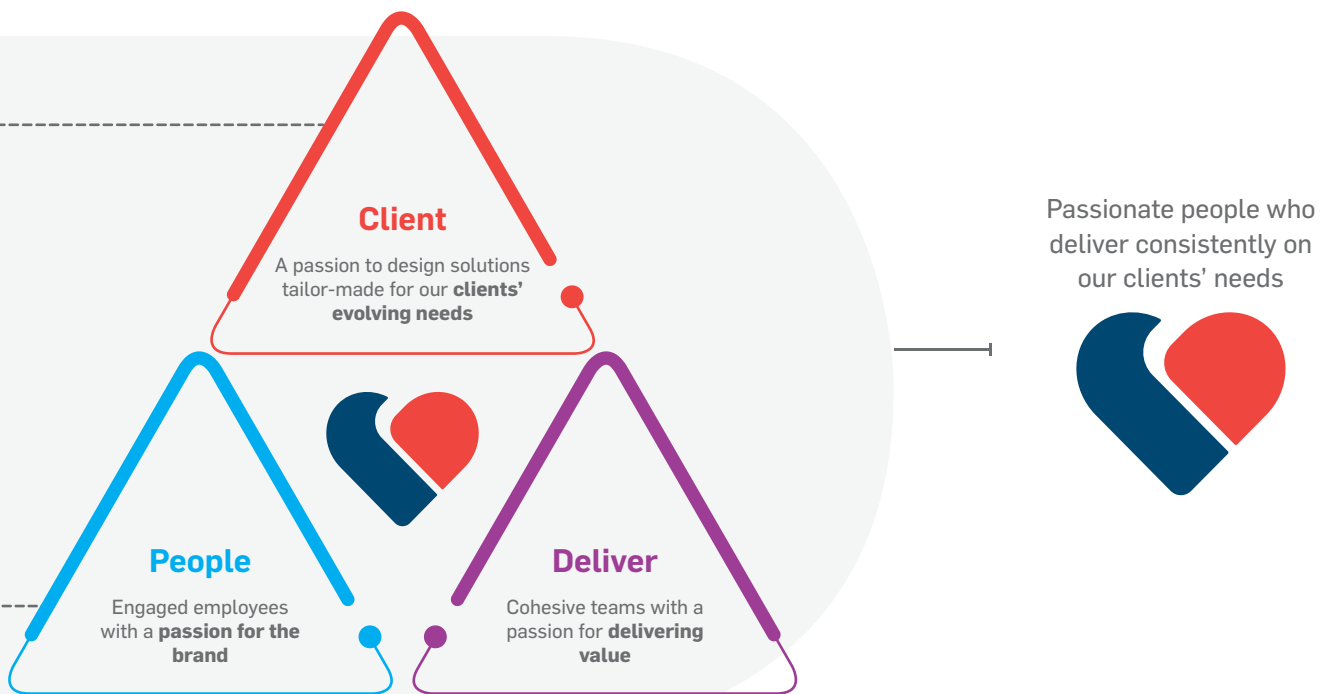 Client
A passion to design solutions
tailor-made for our clients’
evolving needs
People
Engaged employees
with a passion for the
brand
Deliver
Cohesive teams with a
passion for delivering
value
Passionate people who
deliver consistently on
our clients’ needs